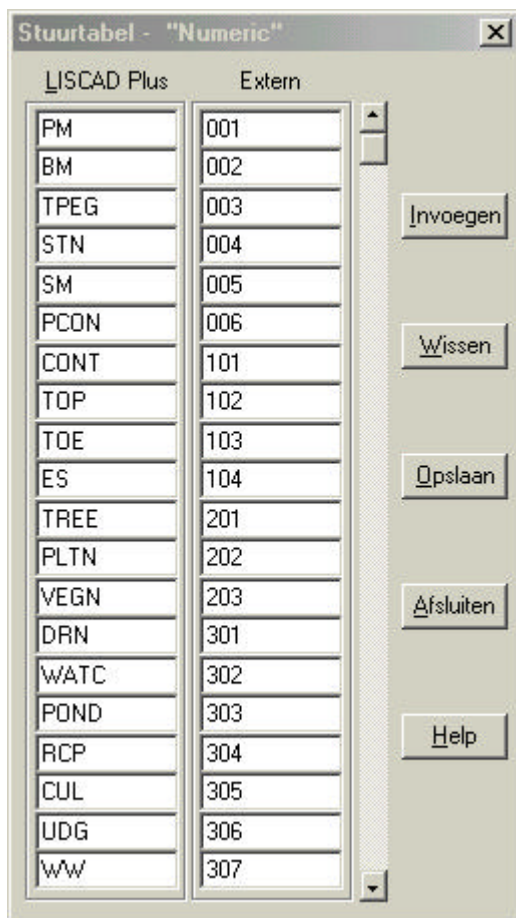 Stuurtabel - "Numeric"
LISCAD Plus Extern
PM 001
BM 002
TPEG 003
STN 004
SM 005
PCON 006
CONT 101
TOP 102
TOE 103
ES 104
TREE 201
PLTN 202
VEGN 203
DRN 301
WATC 302
POND 303
RCP 304
CUL 305
UDG 306
WW 307
Invoegen
Wissen
Opslaan
Afsluiten
Help